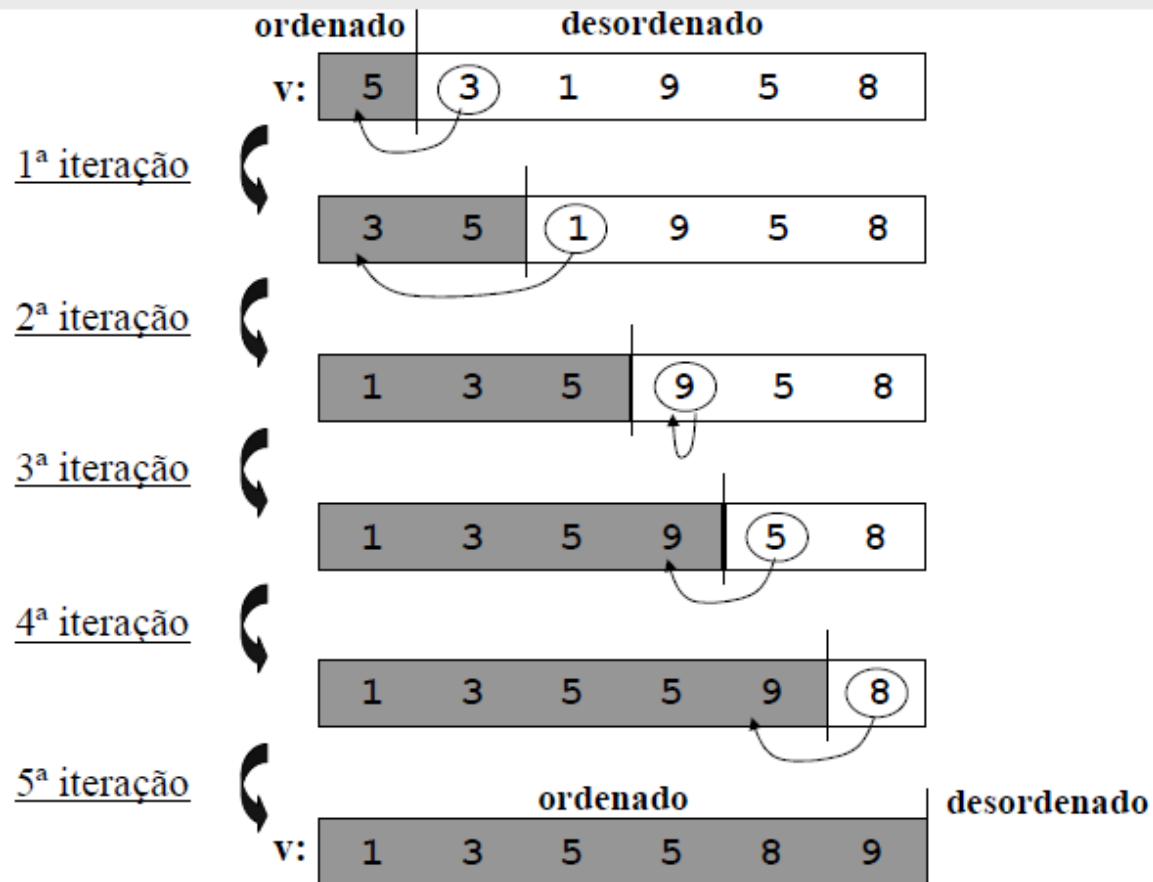 ordenado desordenado
v: 5 3 1 9 5 8
1ª iteração
3 5 1 9 5 8
2ª iteração
1 3 5 9 5 8
3ª iteração
1 3 5 9 5 8
4ª iteração
1 3 5 5 9 8
5ª iteração
ordenado desordenado
v: 1 3 5 5 8 9